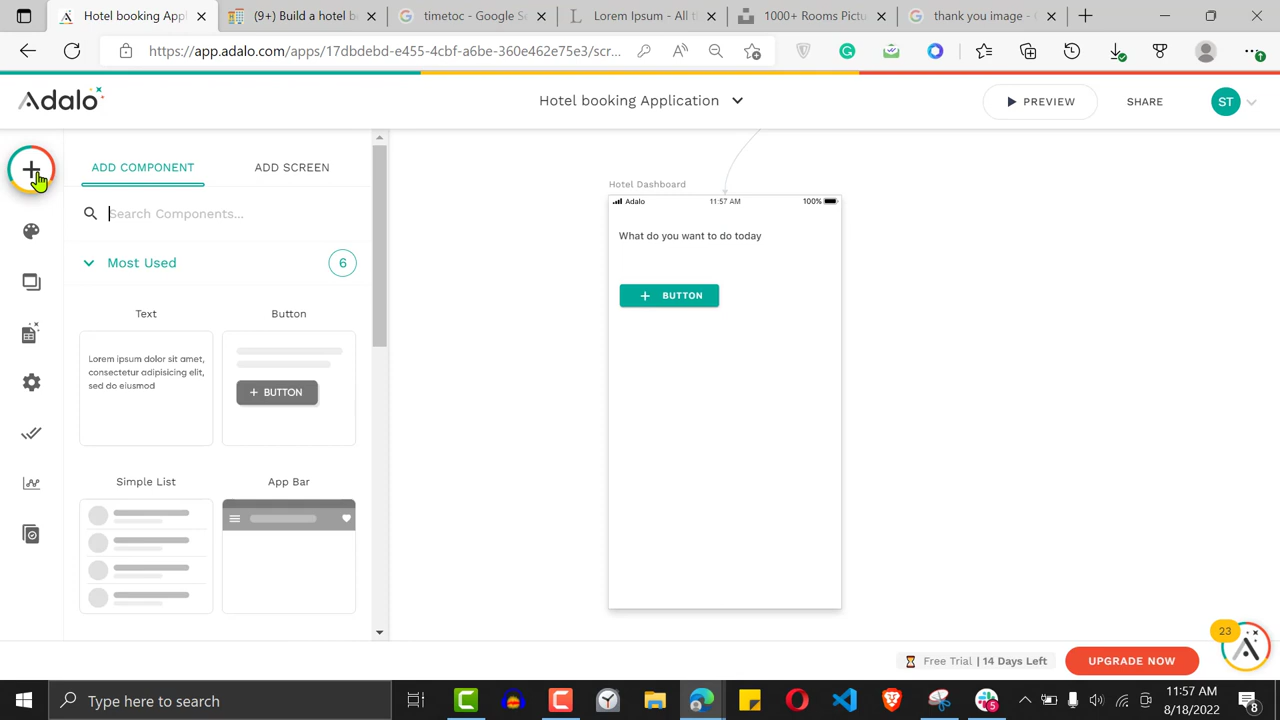 Hotel booking Application
(9+) Build a hotel b
timetoc - Google Se
Lorem Ipsum - All t
1000+ Rooms Pictu
thank you image - G
https://app.adalo.com/apps/17dbdebd-e455-4cbf-a6be-360e462e75e3/scr...
Adalo
Hotel booking Application
PREVIEW
SHARE
ST
ADD COMPONENT
ADD SCREEN
Search Components...
Most Used
6
Text
Button
Lorem ipsum dolor sit amet,
consectetur adipisicing elit,
sed do eiusmod
+ BUTTON
Simple List
App Bar
Hotel Dashboard
Adalo
11:57 AM
100%
What do you want to do today
+ BUTTON
23
Free Trial | 14 Days Left
UPGRADE NOW
Type here to search
5
11:57 AM
8/18/2022
8